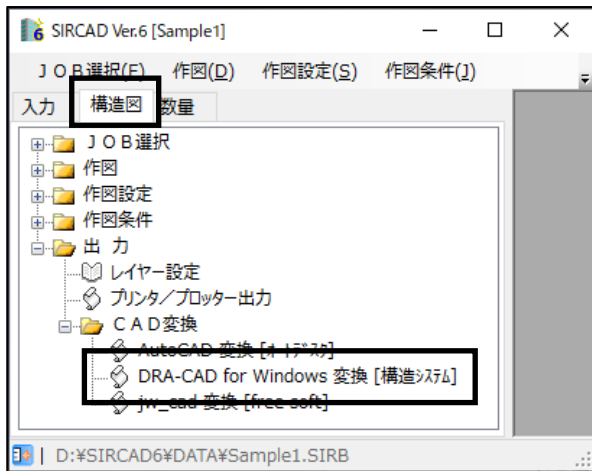 SIRCAD Ver.6 [Sample1]
ＪＯＢ選択(E) 作図(D) 作図設定(S) 作図条件(J)
入力 構造図 数量
ＪＯＢ選択
作図
作図設定
作図条件
出 力
レイヤー設定
プリンタ／プロッター出力
ＣＡＤ変換
AutoCAD 変換 [ｵｰﾄﾃﾞｽｸ]
DRA-CAD for Windows 変換 [構造ｼｽﾃﾑ]
jw_cad 変換 [free soft]
D:¥SIRCAD6¥DATA¥Sample1.SIRB